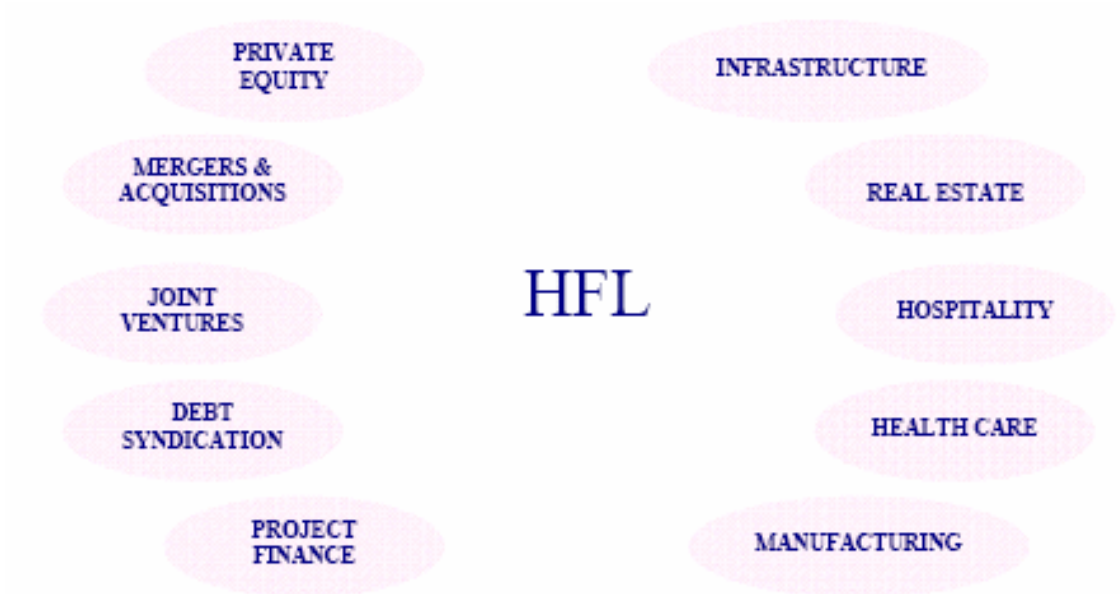 PRIVATE
EQUITY
INFRASTRUCTURE
MERGERS &
ACQUISITIONS
REAL ESTATE
HFL
JOINT
VENTURES
HOSPITALITY
DEBT
SYNDICATION
HEALTH CARE
PROJECT
FINANCE
MANUFACTURING